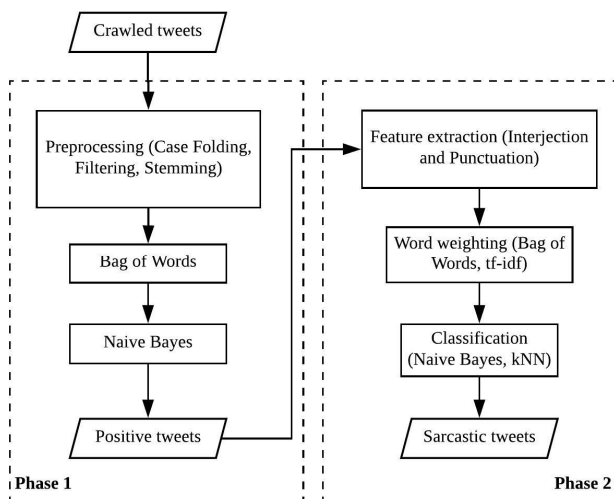 Crawled tweets
Preprocessing (Case Folding,
Filtering, Stemming)
Bag of Words
Naive Bayes
Positive tweets
Phase 1
Feature extraction (Interjection
and Punctuation)
Word weighting (Bag of
Words, tf-idf)
Classification
(Naive Bayes, kNN)
Sarcastic tweets
Phase 2